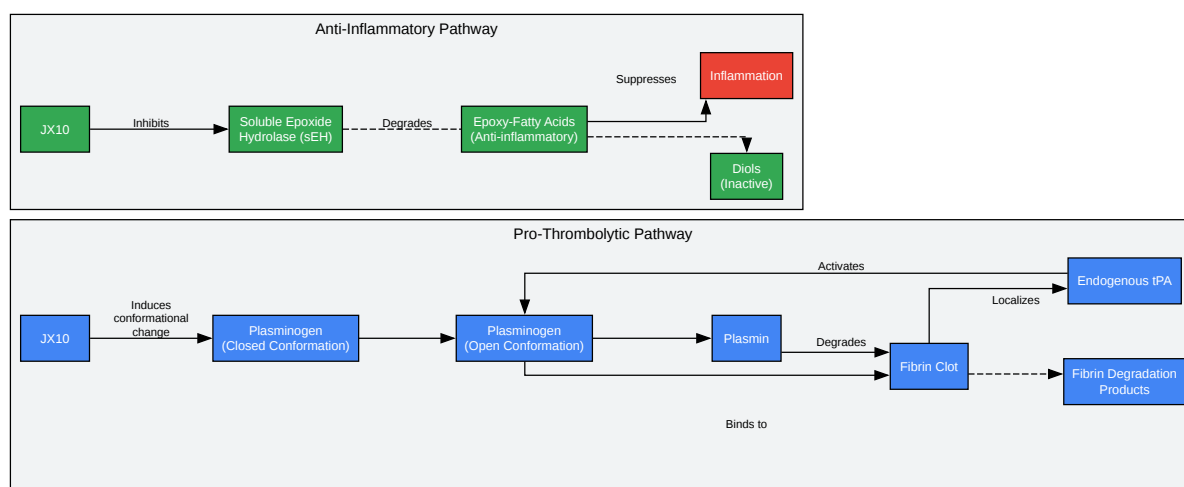 Anti-Inflammatory Pathway
Suppresses
Inflammation
JX10
Inhibits
Soluble Epoxide
Hydrolase (sEH)
Degrades
Epoxy-Fatty Acids
(Anti-inflammatory)
Diols
(Inactive)
Pro-Thrombolytic Pathway
Activates
Endogenous tPA
Localizes
JX10
Induces
conformational
change
Plasminogen
(Closed Conformation)
Plasminogen
(Open Conformation)
Plasmin
Degrades
Fibrin Clot
Fibrin Degradation
Products
Binds to